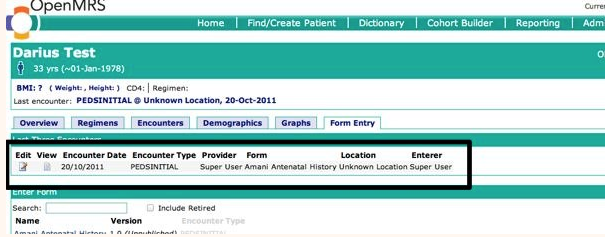 OpenMRS
Curre
Home | Find/Create Patient | Dictionary | Cohort Builder | Reporting | Adm
Darius Test
33 yrs (~01-Jan-1978)
BMI: ? ( Weight: , Height: ) CD4: | Regimen:
Last encounter: PEDSINITIAL @ Unknown Location, 20-Oct-2011
Overview Regimens Encounters Demographics Graphs Form Entry
Last Three Encounters
Edit View Encounter Date Encounter Type Provider Form Location Enterer
20/10/2011 PEDSINITIAL Super User Amani Antenatal History Unknown Location Super User
Enter Form
Search: Include Retired
Name Version Encounter Type
Amani Antenatal History 1.0 (Unpublished) PEDSINITIAL